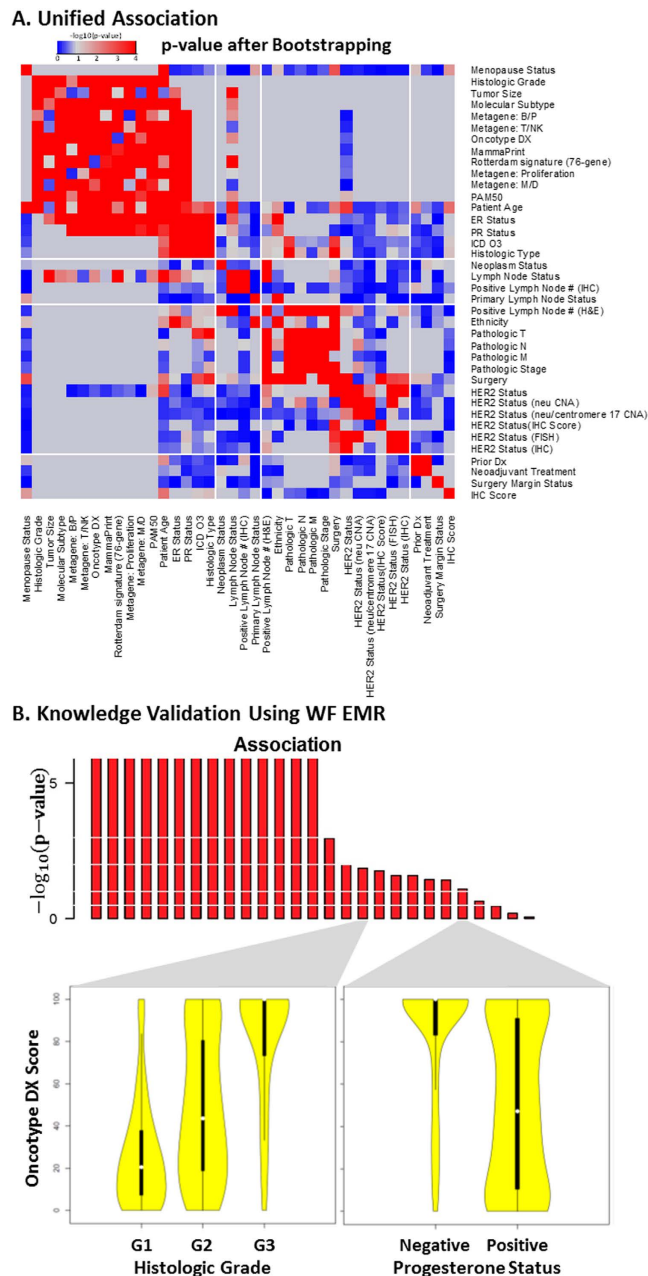 A. Unified Association
-log10(p-value)
0 1 2 3 4
p-value after Bootstrapping
Menopause Status
Histologic Grade
Tumor Size
Molecular Subtype
Metagene: B/P
Metagene: T/NK
Oncotype DX
MammaPrint
Rotterdam signature (76-gene)
Metagene: Proliferation
Metagene: M/D
PAM50
Patient Age
ER Status
PR Status
ICD O3
Histologic Type
Neoplasm Status
Lymph Node Status
Positive Lymph Node # (IHC)
Primary Lymph Node Status
Positive Lymph Node # (H&E)
Ethnicity
Pathologic T
Pathologic N
Pathologic M
Pathologic Stage
Surgery
HER2 Status
HER2 Status (neu CNA)
HER2 Status (neu/centromere 17 CNA)
HER2 Status(IHC Score)
HER2 Status (FISH)
HER2 Status (IHC)
Prior Dx
Neoadjuvant Treatment
Surgery Margin Status
IHC Score
Menopause Status
Histologic Grade
Tumor Size
Molecular Subtype
Metagene: B/P
Metagene: T/NK
Oncotype DX
MammaPrint
Rotterdam signature (76-gene)
Metagene: Proliferation
Metagene: M/D
PAM50
Patient Age
ER Status
PR Status
ICD O3
Histologic Type
Neoplasm Status
Lymph Node Status
Positive Lymph Node # (IHC)
Primary Lymph Node Status
Positive Lymph Node # (H&E)
Ethnicity
Pathologic T
Pathologic N
Pathologic M
Pathologic Stage
Surgery
HER2 Status
HER2 Status (neu CNA)
HER2 Status (neu/centromere 17 CNA)
HER2 Status(IHC Score)
HER2 Status (FISH)
HER2 Status (IHC)
Prior Dx
Neoadjuvant Treatment
Surgery Margin Status
IHC Score
B. Knowledge Validation Using WF EMR
Association
−log10(p−value)
5
0
Oncotype DX Score
100
80
60
40
20
0
G1 G2 G3
Histologic Grade
100
80
60
40
20
0
Negative Positive
Progesterone Status